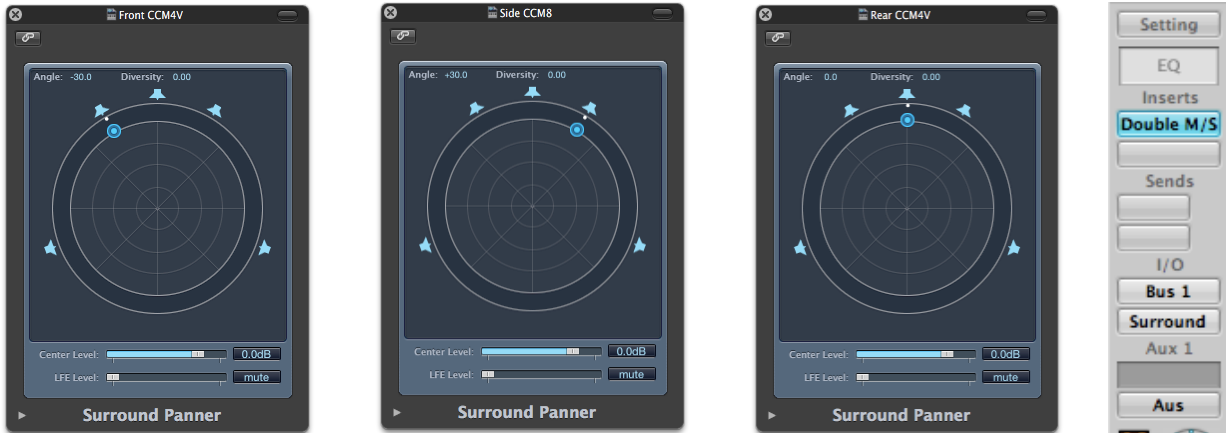 Front CCM4V
Angle: -30.0 Diversity: 0.00
Center Level: 0.0dB
LFE Level: mute
Surround Panner
Side CCM8
Angle: +30.0 Diversity: 0.00
Center Level: 0.0dB
LFE Level: mute
Surround Panner
Rear CCM4V
Angle: 0.0 Diversity: 0.00
Center Level: 0.0dB
LFE Level: mute
Surround Panner
Setting
EQ
Inserts
Double M/S
Sends
I/O
Bus 1
Surround
Aux 1
Aus